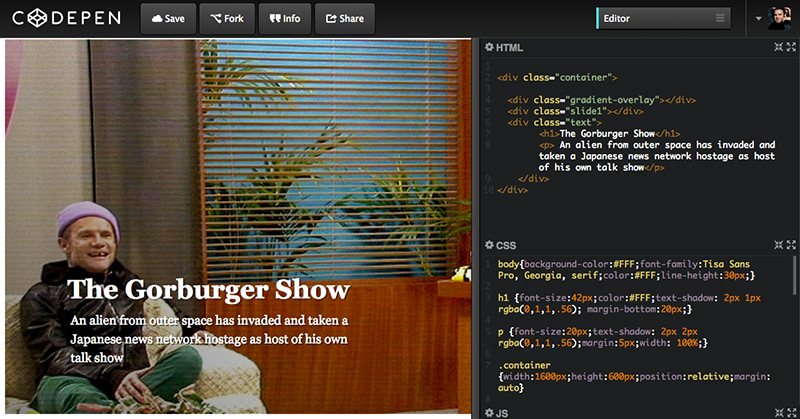 CODEPEN
Save
Fork
Info
Share
Editor
The Gorburger Show
An alien from outer space has invaded and taken a
Japanese news network hostage as host of his own
talk show
HTML
1
2 <div class="container">
3
4 <div class="gradient-overlay"></div>
5 <div class="slide1"></div>
6 <div class="text">
7 <h1>The Gorburger Show</h1>
8 <p> An alien from outer space has invaded and
taken a Japanese news network hostage as host
of his own talk show</p>
9 </div>
10 </div>
CSS
1 body{background-color:#FFF;font-family:Tisa Sans
Pro, Georgia, serif;color:#FFF;line-height:30px;}
2
3 h1 {font-size:42px;color:#FFF;text-shadow: 2px 1px
rgba(0,1,1,.56); margin-bottom:20px;}
4
5 p {font-size:20px;text-shadow: 2px 2px
rgba(0,1,1,.56);margin:5px;width: 100%;}
6
7 .container
{width:1600px;height:600px;position:relative;margin:
auto}
8
JS